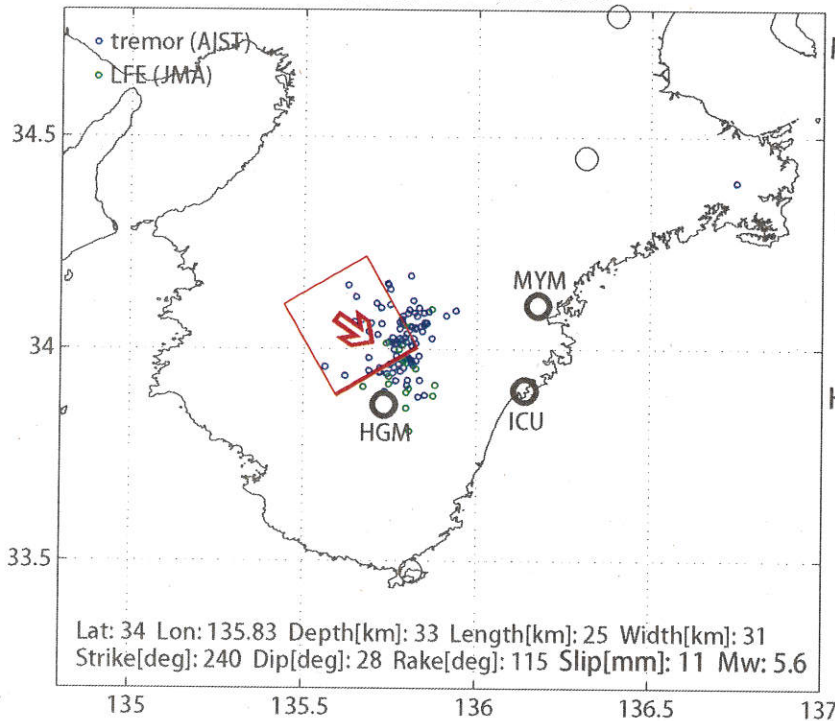 tremor (AIST)
LFE (JMA)
34.5
MYM
34
HGM
ICU
33.5
Lat: 34 Lon: 135.83 Depth[km]: 33 Length[km]: 25 Width[km]: 31
Strike[deg]: 240 Dip[deg]: 28 Rake[deg]: 115 Slip[mm]: 11 Mw: 5.6
135
135.5
136
136.5